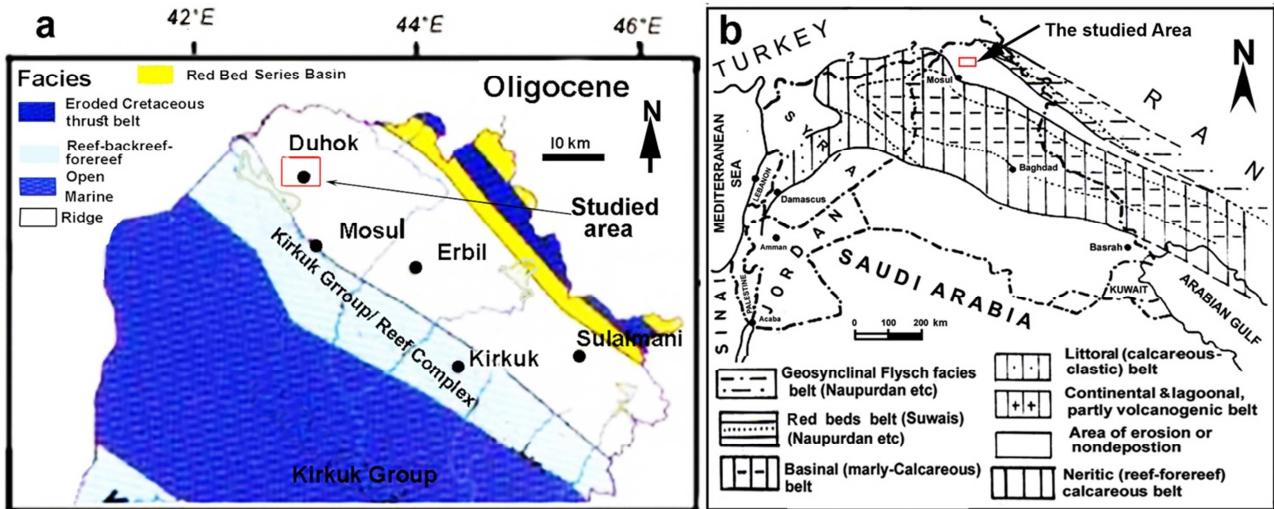 42°E
44°E
46°E
a
Facies
Red Bed Series Basin
Eroded Cretaceous
thrust belt
Reef-backreef-
forereef
Open
Marine
Ridge
Oligocene
N
10 km
Duhok
Studied
area
Mosul
Erbil
Kirkuk Grroup/ Reef Complex
Kirkuk
Sulaimani
Kirkuk Group
b
The studied Area
N
TURKEY
?
?
?
Mosul
I R A N
SYRIA
MEDITERRANEAN
SEA
LEBANON
Damascus
Baghdad
Amman
JORDAN
PALESTINE
SINAI
Acaba
SAUDI ARABIA
Basrah
KUWAIT
ARABIAN GULF
0 100 200 km
Geosynclinal Flysch facies
belt (Naupurdan etc)
Red beds belt (Suwais)
(Naupurdan etc)
Basinal (marly-Calcareous)
belt
Littoral (calcareous-
clastic) belt
Continental &lagoonal,
partly volcanogenic belt
Area of erosion or
nondepostion
Neritic (reef-forereef)
calcareous belt